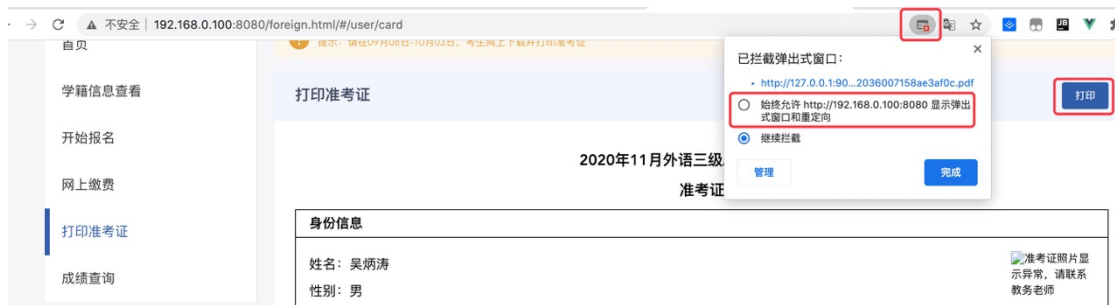 不安全 | 192.168.0.100:8080/foreign.html/#/user/card
首页
提示：请在09月08日-10月03日，考生网上下载并打印准考证
已拦截弹出式窗口：
• http://127.0.0.1:90...2036007158ae3af0c.pdf
始终允许 http://192.168.0.100:8080 显示弹出
式窗口和重定向
继续拦截
管理
完成
学籍信息查看
开始报名
网上缴费
打印准考证
成绩查询
打印准考证
打印
2020年11月外语三级
准考证
身份信息
姓名：吴炳涛
性别：男
准考证照片显
示异常，请联系
教务老师
JB